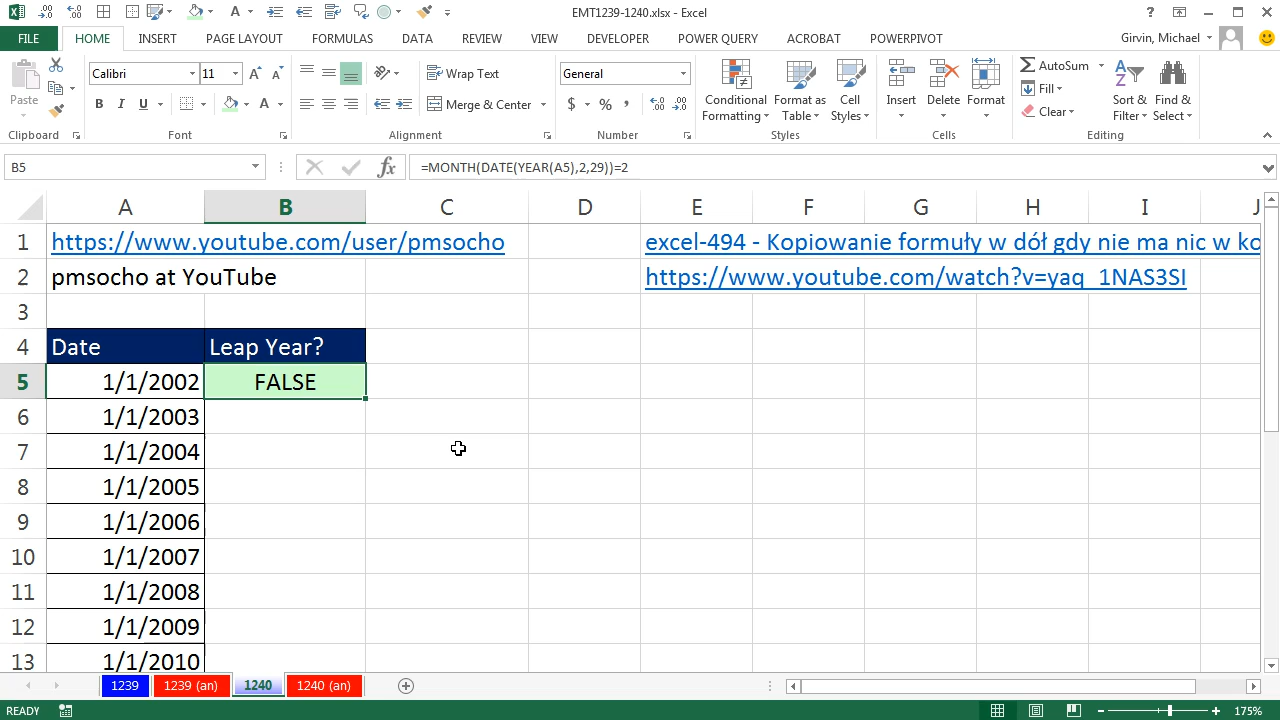 EMT1239-1240.xlsx - Excel
FILE HOME INSERT PAGE LAYOUT FORMULAS DATA REVIEW VIEW DEVELOPER POWER QUERY ACROBAT POWERPIVOT Girvin, Michael
Paste
Clipboard
Calibri 11
B I U A
Font
Wrap Text
Merge & Center
Alignment
General
$ % ,
Number
Conditional Formatting
Format as Table
Cell Styles
Styles
Insert Delete Format
Cells
AutoSum
Fill
Clear
Sort & Filter
Find & Select
Editing
B5 fx =MONTH(DATE(YEAR(A5),2,29))=2
A B C D E F G H I J
1 https://www.youtube.com/user/pmsocho excel-494 - Kopiowanie formuły w dół gdy nie ma nic w ko
2 pmsocho at YouTube https://www.youtube.com/watch?v=yaq_1NAS3SI
3
4 Date Leap Year?
5 1/1/2002 FALSE
6 1/1/2003
7 1/1/2004
8 1/1/2005
9 1/1/2006
10 1/1/2007
11 1/1/2008
12 1/1/2009
13 1/1/2010
1239 1239 (an) 1240 1240 (an)
READY 175%